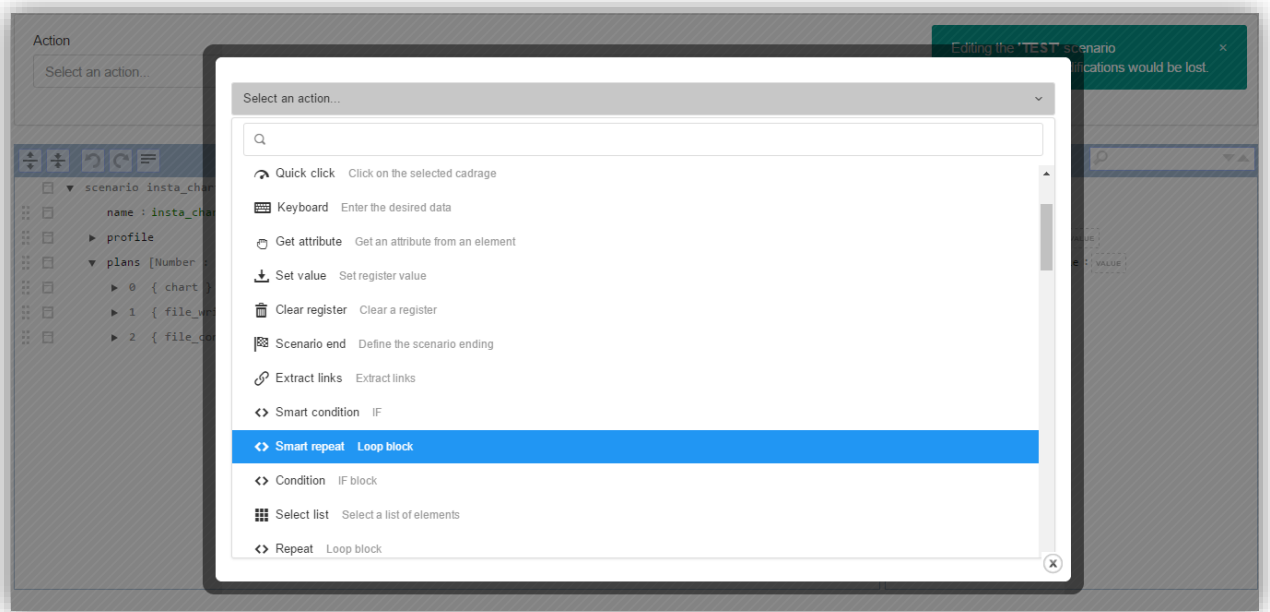 Action
Select an action...
Editing the 'TEST' scenario
ifications would be lost.
Select an action...
Quick click Click on the selected cadrage
Keyboard Enter the desired data
Get attribute Get an attribute from an element
Set value Set register value
Clear register Clear a register
Scenario end Define the scenario ending
Extract links Extract links
Smart condition IF
Smart repeat Loop block
Condition IF block
Select list Select a list of elements
Repeat Loop block
scenario insta_char
name : insta_char
profile
plans [Number :
0 { chart }
1 { file_wri
2 { file_con
VALUE
e : VALUE